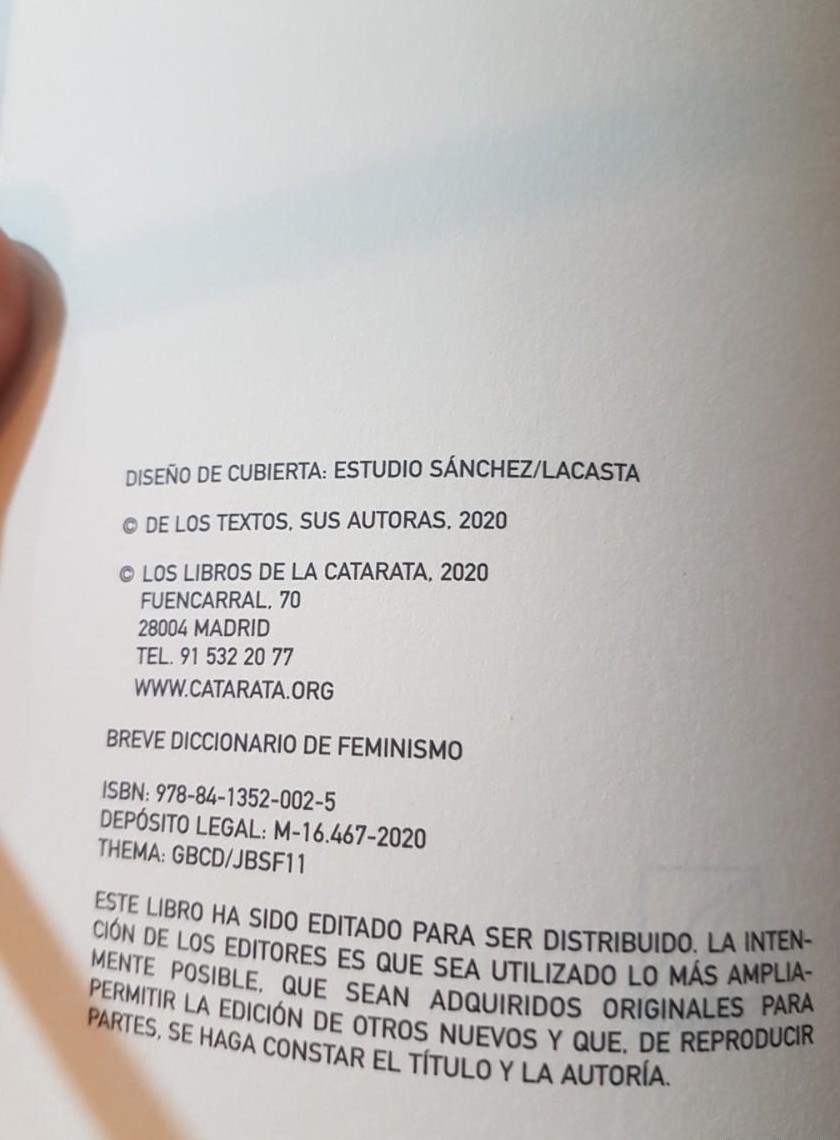 DISEÑO DE CUBIERTA: ESTUDIO SÁNCHEZ/LACASTA
© DE LOS TEXTOS, SUS AUTORAS, 2020
© LOS LIBROS DE LA CATARATA, 2020
FUENCARRAL, 70
28004 MADRID
TEL. 91 532 20 77
WWW.CATARATA.ORG
BREVE DICCIONARIO DE FEMINISMO
ISBN: 978-84-1352-002-5
DEPÓSITO LEGAL: M-16.467-2020
THEMA: GBCD/JBSF11
ESTE LIBRO HA SIDO EDITADO PARA SER DISTRIBUIDO. LA INTEN-
CIÓN DE LOS EDITORES ES QUE SEA UTILIZADO LO MÁS AMPLIA-
MENTE POSIBLE, QUE SEAN ADQUIRIDOS ORIGINALES PARA
PERMITIR LA EDICIÓN DE OTROS NUEVOS Y QUE, DE REPRODUCIR
PARTES, SE HAGA CONSTAR EL TÍTULO Y LA AUTORÍA.